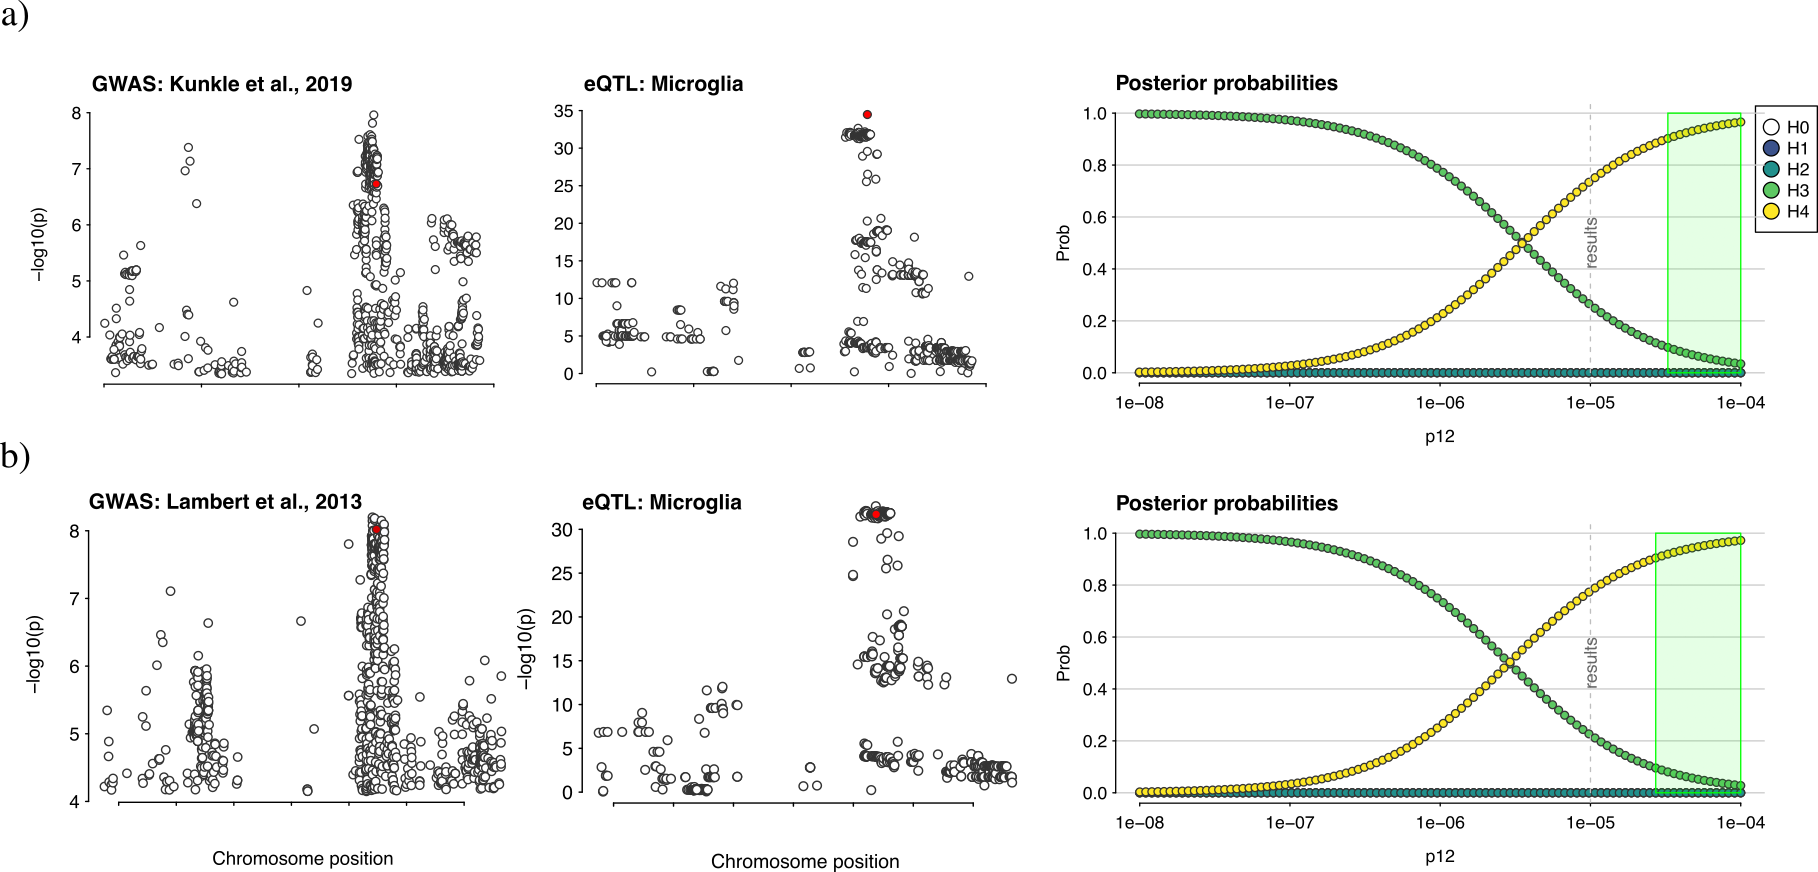 a)
GWAS: Kunkle et al., 2019
eQTL: Microglia
Posterior probabilities
−log10(p)
8
7
6
5
4
35
30
25
20
15
10
5
0
Prob
1.0
0.8
0.6
0.4
0.2
0.0
results
1e−08
1e−07
1e−06
1e−05
1e−04
p12
H0
H1
H2
H3
H4
b)
GWAS: Lambert et al., 2013
eQTL: Microglia
Posterior probabilities
−log10(p)
8
7
6
5
4
Chromosome position
−log10(p)
30
25
20
15
10
5
0
Chromosome position
Prob
1.0
0.8
0.6
0.4
0.2
0.0
results
1e−08
1e−07
1e−06
1e−05
1e−04
p12